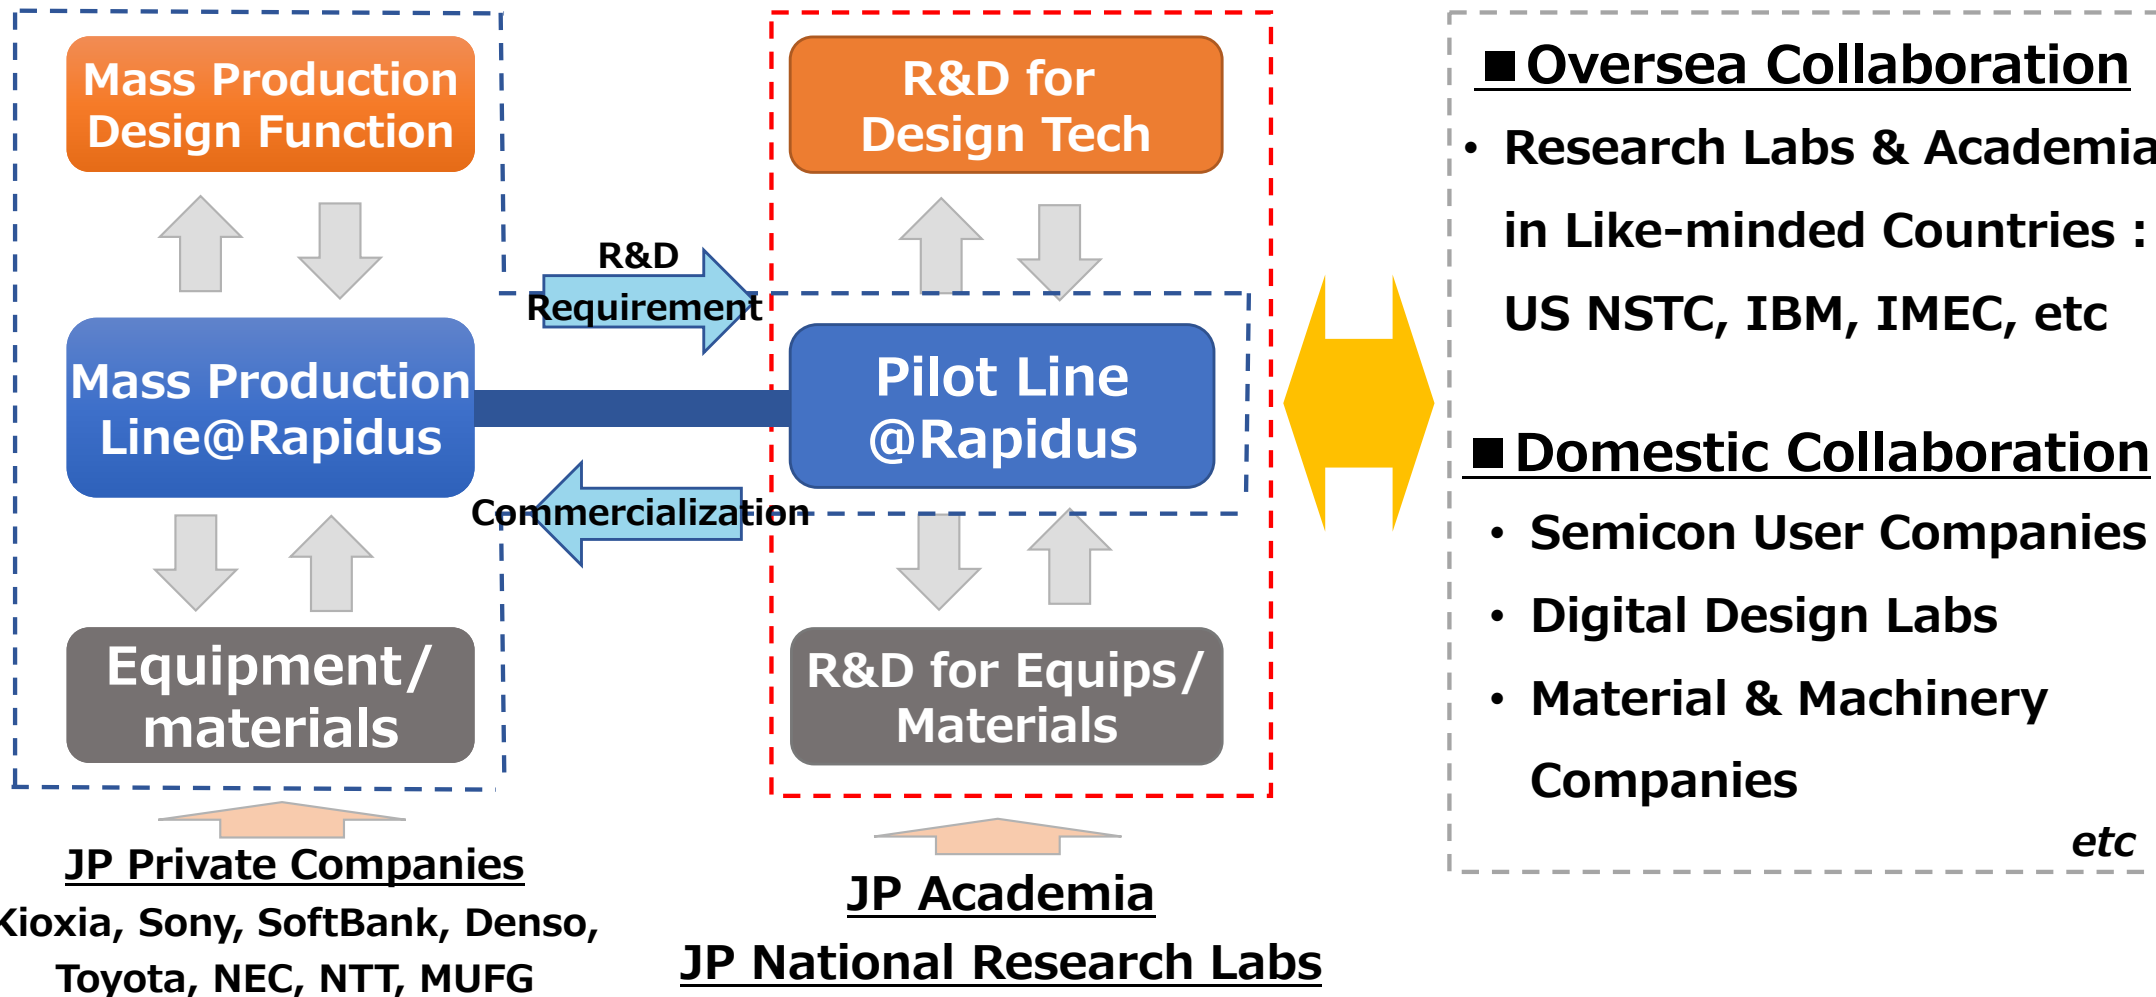 Mass Production
Design Function
Mass Production
Line@Rapidus
Equipment/
materials
JP Private Companies
Kioxia, Sony, SoftBank, Denso,
Toyota, NEC, NTT, MUFG
R&D
Requirement
Commercialization
R&D for
Design Tech
Pilot Line
@Rapidus
R&D for Equips/
Materials
JP Academia
JP National Research Labs
■Oversea Collaboration
• Research Labs & Academia
in Like-minded Countries :
US NSTC, IBM, IMEC, etc
■Domestic Collaboration
• Semicon User Companies
• Digital Design Labs
• Material & Machinery
Companies
etc